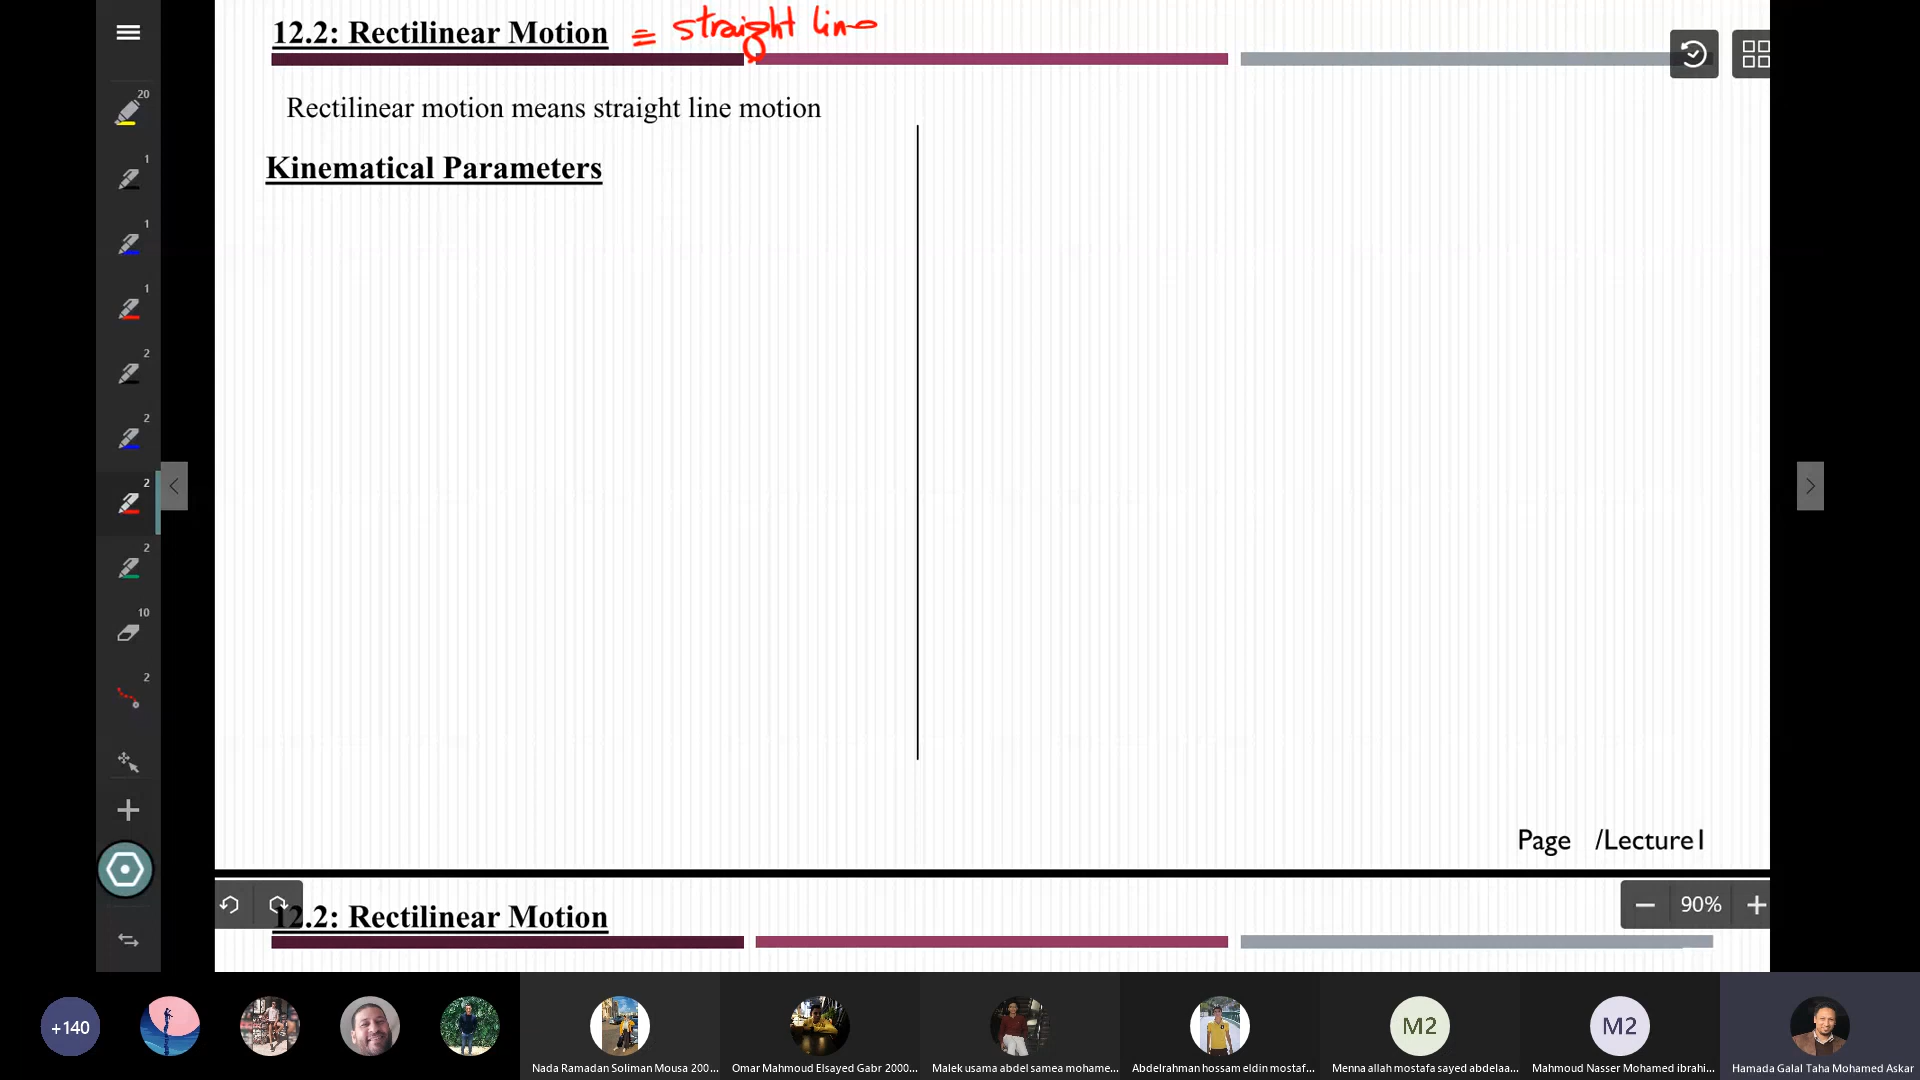 12.2: Rectilinear Motion = straight line
Rectilinear motion means straight line motion
Kinematical Parameters
20
1
1
1
2
2
2
2
10
2
Page /Lecture1
12.2: Rectilinear Motion
90%
+140
Nada Ramadan Soliman Mousa 200...
Omar Mahmoud Elsayed Gabr 2000...
Malek usama abdel samea mohame...
Abdelrahman hossam eldin mostaf...
M2
Menna allah mostafa sayed abdelaa...
M2
Mahmoud Nasser Mohamed ibrahi...
Hamada Galal Taha Mohamed Askar